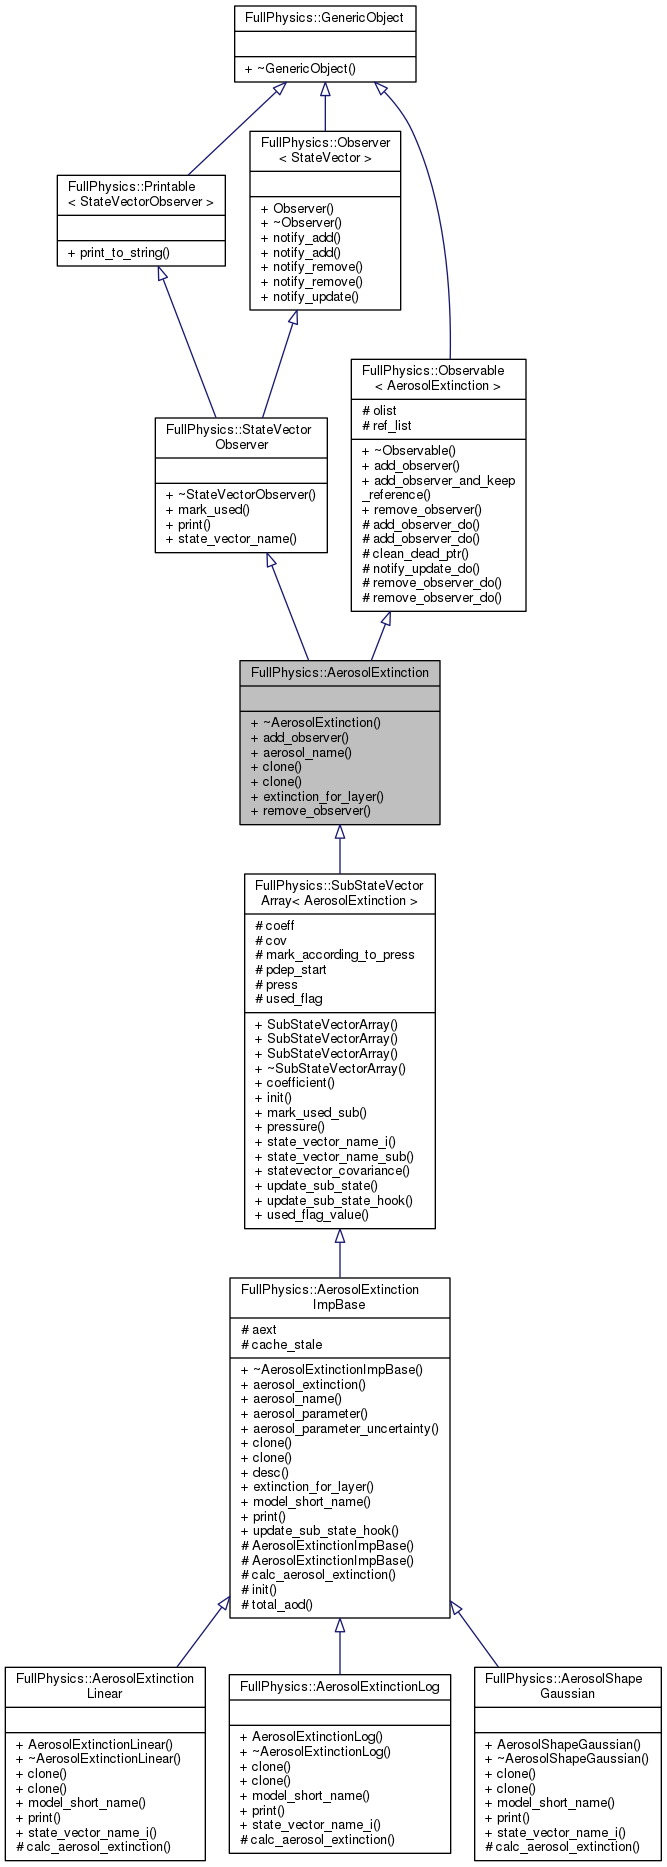 FullPhysics::GenericObject
+ ~GenericObject()
FullPhysics::Observer
< StateVector >
+ Observer()
+ ~Observer()
+ notify_add()
+ notify_add()
+ notify_remove()
+ notify_remove()
+ notify_update()
FullPhysics::Printable
< StateVectorObserver >
+ print_to_string()
FullPhysics::Observable
< AerosolExtinction >
# olist
# ref_list
+ ~Observable()
+ add_observer()
+ add_observer_and_keep
_reference()
+ remove_observer()
# add_observer_do()
# add_observer_do()
# clean_dead_ptr()
# notify_update_do()
# remove_observer_do()
# remove_observer_do()
FullPhysics::StateVector
Observer
+ ~StateVectorObserver()
+ mark_used()
+ print()
+ state_vector_name()
FullPhysics::AerosolExtinction
+ ~AerosolExtinction()
+ add_observer()
+ aerosol_name()
+ clone()
+ clone()
+ extinction_for_layer()
+ remove_observer()
FullPhysics::SubStateVector
Array< AerosolExtinction >
# coeff
# cov
# mark_according_to_press
# pdep_start
# press
# used_flag
+ SubStateVectorArray()
+ SubStateVectorArray()
+ SubStateVectorArray()
+ ~SubStateVectorArray()
+ coefficient()
+ init()
+ mark_used_sub()
+ pressure()
+ state_vector_name_i()
+ state_vector_name_sub()
+ statevector_covariance()
+ update_sub_state()
+ update_sub_state_hook()
+ used_flag_value()
FullPhysics::AerosolExtinction
ImpBase
# aext
# cache_stale
+ ~AerosolExtinctionImpBase()
+ aerosol_extinction()
+ aerosol_name()
+ aerosol_parameter()
+ aerosol_parameter_uncertainty()
+ clone()
+ clone()
+ desc()
+ extinction_for_layer()
+ model_short_name()
+ print()
+ update_sub_state_hook()
# AerosolExtinctionImpBase()
# AerosolExtinctionImpBase()
# calc_aerosol_extinction()
# init()
# total_aod()
FullPhysics::AerosolExtinction
Linear
+ AerosolExtinctionLinear()
+ ~AerosolExtinctionLinear()
+ clone()
+ clone()
+ model_short_name()
+ print()
+ state_vector_name_i()
# calc_aerosol_extinction()
FullPhysics::AerosolExtinctionLog
+ AerosolExtinctionLog()
+ ~AerosolExtinctionLog()
+ clone()
+ clone()
+ model_short_name()
+ print()
+ state_vector_name_i()
# calc_aerosol_extinction()
FullPhysics::AerosolShape
Gaussian
+ AerosolShapeGaussian()
+ ~AerosolShapeGaussian()
+ clone()
+ clone()
+ model_short_name()
+ print()
+ state_vector_name_i()
# calc_aerosol_extinction()